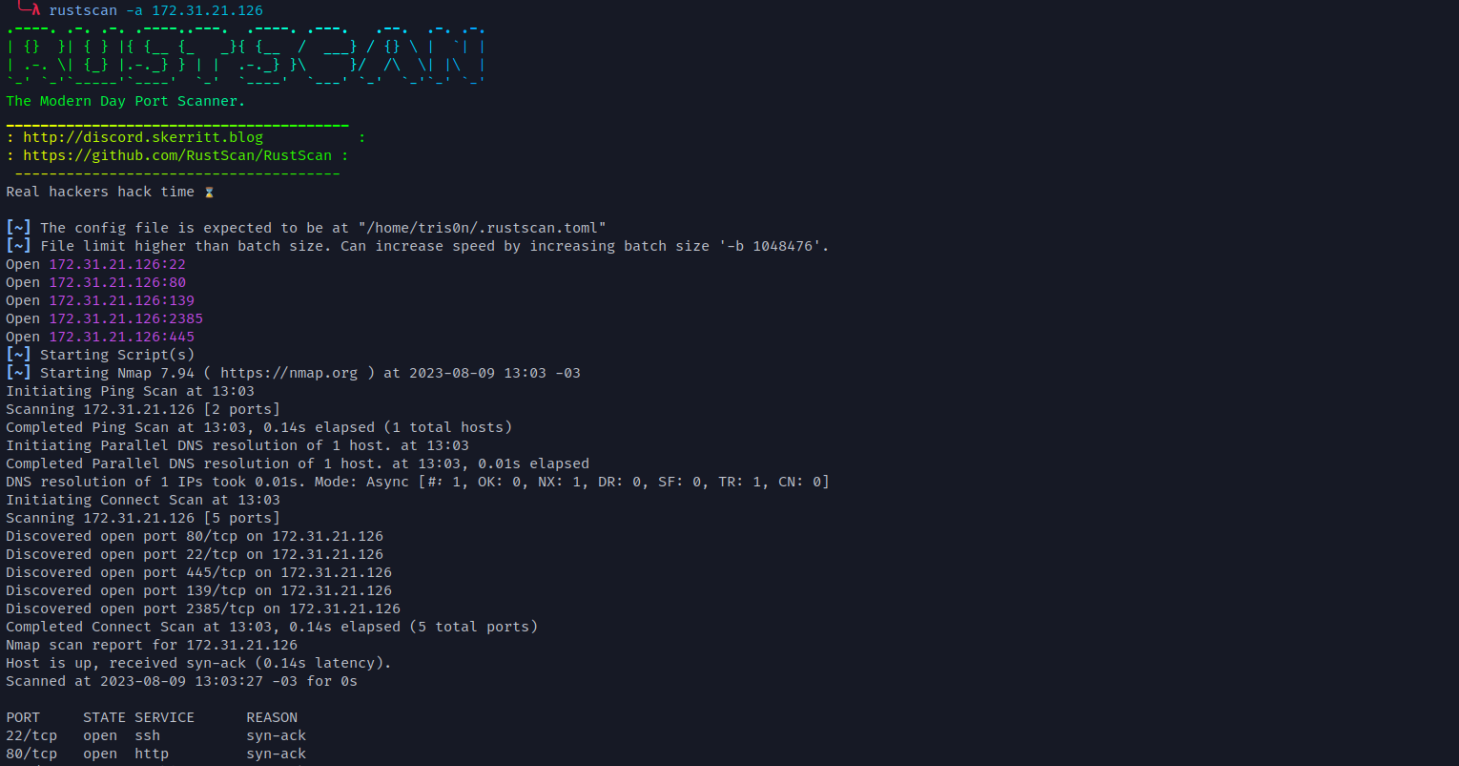 └─λ rustscan -a 172.31.21.126
.----. .-. .-. .----..---.  .----. .---.   .--.  .-. .-.
| {}  }| { } |{ {__ {_   _}{ {__  /  ___} / {} \ |  `| |
| .-. \| {_} |.-._} } | |  .-._} }\     }/  /\  \| |\  |
`-' `-'`-----'`----'  `-'  `----'  `---' `-'  `-'`-' `-'
The Modern Day Port Scanner.
________________________________________
: http://discord.skerritt.blog           :
: https://github.com/RustScan/RustScan :
 --------------------------------------
Real hackers hack time ⌛
[~] The config file is expected to be at "/home/tris0n/.rustscan.toml"
[~] File limit higher than batch size. Can increase speed by increasing batch size '-b 1048476'.
Open 172.31.21.126:22
Open 172.31.21.126:80
Open 172.31.21.126:139
Open 172.31.21.126:2385
Open 172.31.21.126:445
[~] Starting Script(s)
[~] Starting Nmap 7.94 ( https://nmap.org ) at 2023-08-09 13:03 -03
Initiating Ping Scan at 13:03
Scanning 172.31.21.126 [2 ports]
Completed Ping Scan at 13:03, 0.14s elapsed (1 total hosts)
Initiating Parallel DNS resolution of 1 host. at 13:03
Completed Parallel DNS resolution of 1 host. at 13:03, 0.01s elapsed
DNS resolution of 1 IPs took 0.01s. Mode: Async [#: 1, OK: 0, NX: 1, DR: 0, SF: 0, TR: 1, CN: 0]
Initiating Connect Scan at 13:03
Scanning 172.31.21.126 [5 ports]
Discovered open port 80/tcp on 172.31.21.126
Discovered open port 22/tcp on 172.31.21.126
Discovered open port 445/tcp on 172.31.21.126
Discovered open port 139/tcp on 172.31.21.126
Discovered open port 2385/tcp on 172.31.21.126
Completed Connect Scan at 13:03, 0.14s elapsed (5 total ports)
Nmap scan report for 172.31.21.126
Host is up, received syn-ack (0.14s latency).
Scanned at 2023-08-09 13:03:27 -03 for 0s
PORT     STATE SERVICE      REASON
22/tcp   open  ssh          syn-ack
80/tcp   open  http         syn-ack